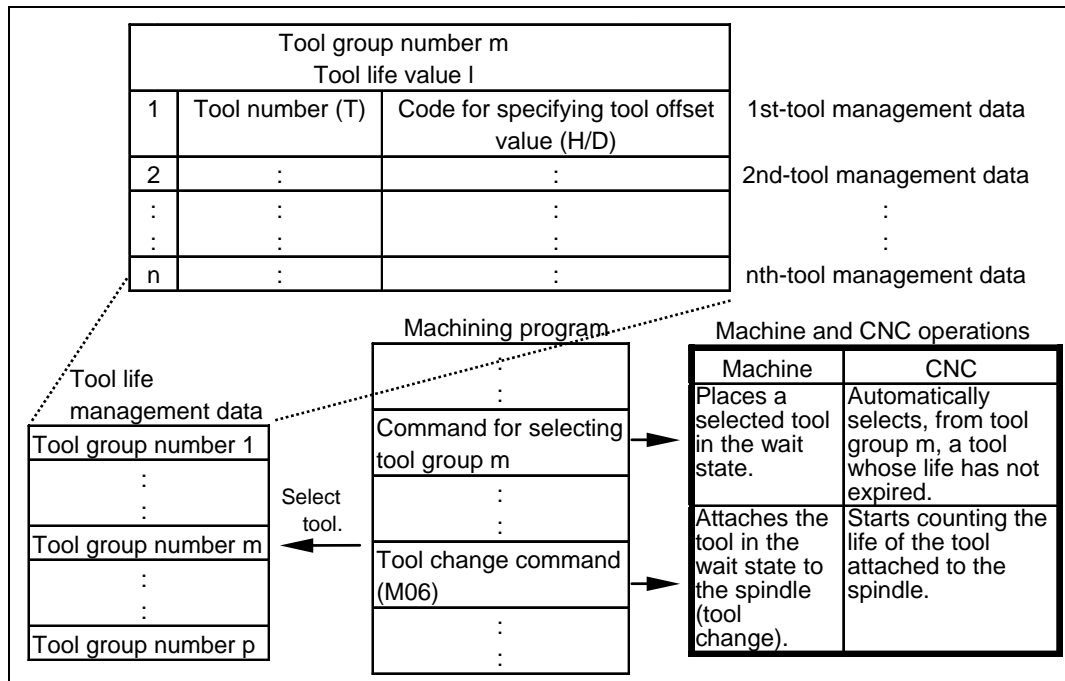 Tool group number m
Tool life value l
1 Tool number (T) Code for specifying tool offset value (H/D) 1st-tool management data
2 : : 2nd-tool management data
: : : :
: : : :
n : : nth-tool management data
Tool life
management data
Tool group number 1
:
:
Tool group number m
:
:
Tool group number p
Select
tool.
Machining program
:
:
Command for selecting
tool group m
:
:
Tool change command
(M06)
:
:
Machine and CNC operations
Machine CNC
Places a
selected tool
in the wait
state.
Automatically
selects, from tool
group m, a tool
whose life has not
expired.
Attaches the
tool in the
wait state to
the spindle
(tool
change).
Starts counting the
life of the tool
attached to the
spindle.